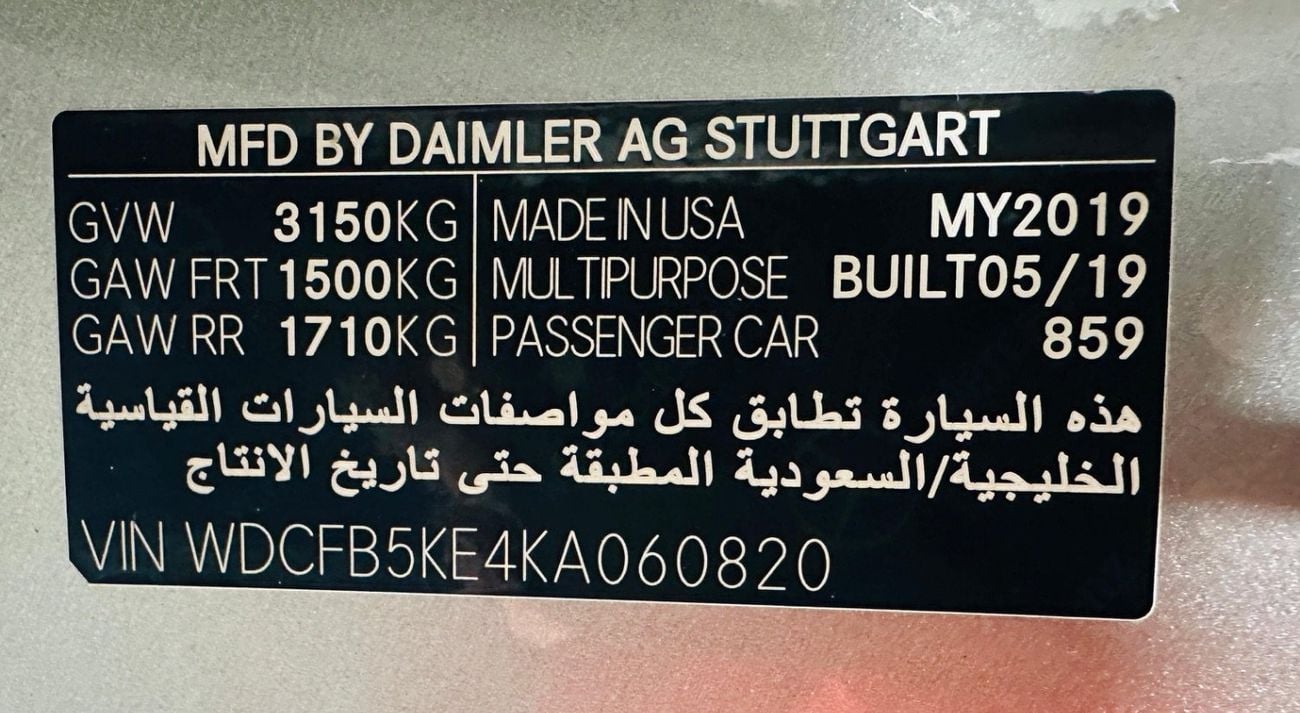 MFD BY DAIMLER AG STUTTGART
GVW 3150KG MADE IN USA MY2019
GAW FRT 1500KG MULTIPURPOSE BUILT05/19
GAW RR 1710KG PASSENGER CAR 859
هذه السيارة تطابق كل مواصفات السيارات القياسية
الخليجية/السعودية المطبقة حتى تاريخ الانتاج
VIN WDCFB5KE4KA060820